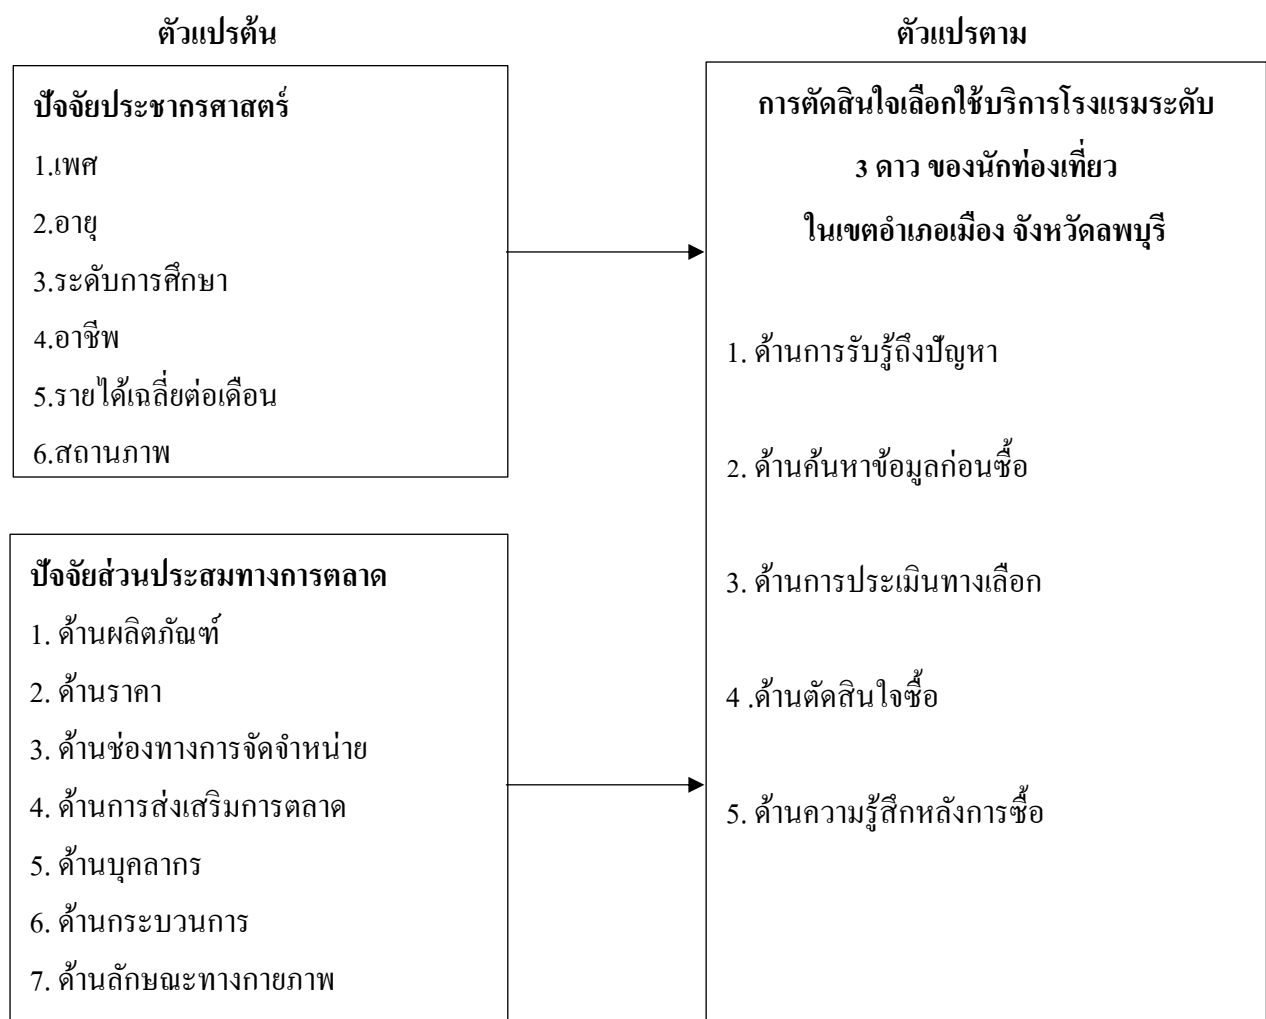 ตัวแปรต้น
ปัจจัยประชากรศาสตร์
1.เพศ
2.อายุ
3.ระดับการศึกษา
4.อาชีพ
5.รายได้เฉลี่ยต่อเดือน
6.สถานภาพ
ปัจจัยส่วนประสมทางการตลาด
1. ด้านผลิตภัณฑ์
2. ด้านราคา
3. ด้านช่องทางการจัดจำหน่าย
4. ด้านการส่งเสริมการตลาด
5. ด้านบุคลากร
6. ด้านกระบวนการ
7. ด้านลักษณะทางกายภาพ
ตัวแปรตาม
การตัดสินใจเลือกใช้บริการโรงแรมระดับ
3 ดาว ของนักท่องเที่ยว
ในเขตอำเภอเมือง จังหวัดลพบุรี
1. ด้านการรับรู้ถึงปัญหา
2. ด้านค้นหาข้อมูลก่อนซื้อ
3. ด้านการประเมินทางเลือก
4 .ด้านตัดสินใจซื้อ
5. ด้านความรู้สึกหลังการซื้อ